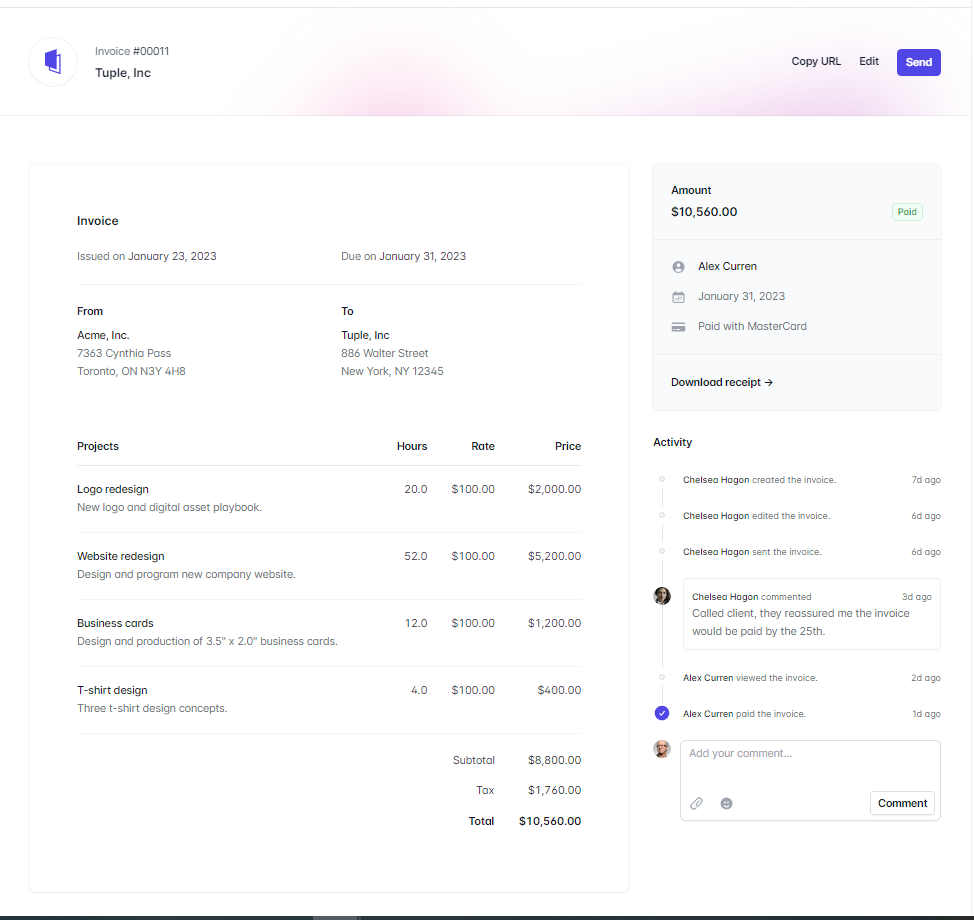 Invoice #00011
Tuple, Inc
Copy URL Edit Send
Invoice
Issued on January 23, 2023 Due on January 31, 2023
From To
Acme, Inc. Tuple, Inc
7363 Cynthia Pass 886 Walter Street
Toronto, ON N3Y 4H8 New York, NY 12345
Projects Hours Rate Price
Logo redesign 20.0 $100.00 $2,000.00
New logo and digital asset playbook.
Website redesign 52.0 $100.00 $5,200.00
Design and program new company website.
Business cards 12.0 $100.00 $1,200.00
Design and production of 3.5" x 2.0" business cards.
T-shirt design 4.0 $100.00 $400.00
Three t-shirt design concepts.
Subtotal $8,800.00
Tax $1,760.00
Total $10,560.00
Amount
$10,560.00 Paid
Alex Curren
January 31, 2023
Paid with MasterCard
Download receipt →
Activity
Chelsea Hagon created the invoice. 7d ago
Chelsea Hagon edited the invoice. 6d ago
Chelsea Hagon sent the invoice. 6d ago
Chelsea Hagon commented 3d ago
Called client, they reassured me the invoice
would be paid by the 25th.
Alex Curren viewed the invoice. 2d ago
Alex Curren paid the invoice. 1d ago
Add your comment...
Comment